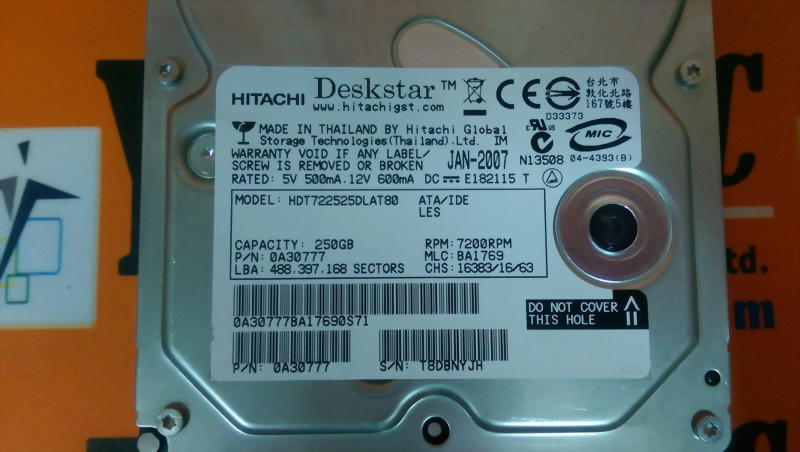 HITACHI Deskstar™
www.hitachigst.com
台北市
敦化北路
167號5樓
D33373
MADE IN THAILAND BY Hitachi Global
Storage Technologies(Thailand).Ltd. IM
WARRANTY VOID IF ANY LABEL/
SCREW IS REMOVED OR BROKEN
JAN-2007
N13508
MIC
04-4393(B)
RATED: 5V 500mA.12V 600mA DC E182115 T
MODEL: HDT722525DLAT80 ATA/IDE
LES
CAPACITY: 250GB RPM:7200RPM
P/N: 0A30777 MLC:BA1769
LBA: 488.397.168 SECTORS CHS:16383/16/63
0A30777BA17690S71
DO NOT COVER
THIS HOLE
P/N: 0A30777 S/N: T8DBNYJH
td.
m